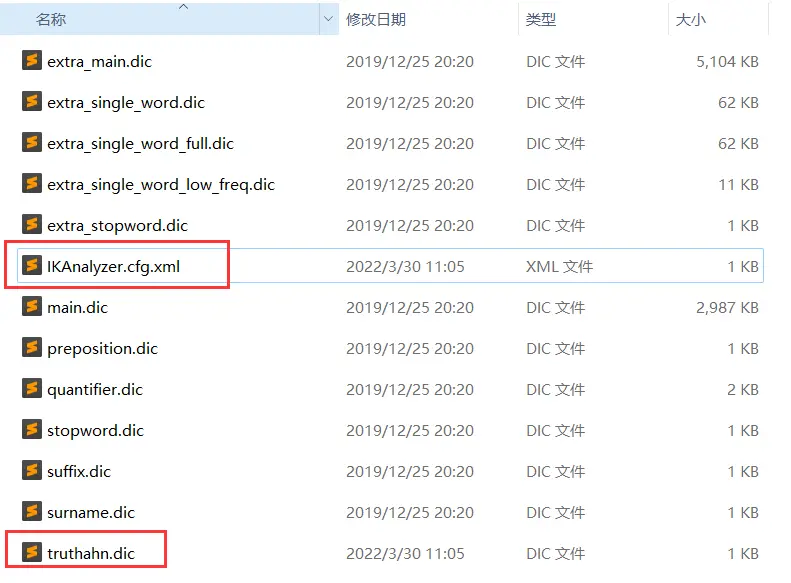 名称 修改日期 类型 大小
extra_main.dic 2019/12/25 20:20 DIC 文件 5,104 KB
extra_single_word.dic 2019/12/25 20:20 DIC 文件 62 KB
extra_single_word_full.dic 2019/12/25 20:20 DIC 文件 62 KB
extra_single_word_low_freq.dic 2019/12/25 20:20 DIC 文件 11 KB
extra_stopword.dic 2019/12/25 20:20 DIC 文件 1 KB
IKAnalyzer.cfg.xml 2022/3/30 11:05 XML 文件 1 KB
main.dic 2019/12/25 20:20 DIC 文件 2,987 KB
preposition.dic 2019/12/25 20:20 DIC 文件 1 KB
quantifier.dic 2019/12/25 20:20 DIC 文件 2 KB
stopword.dic 2019/12/25 20:20 DIC 文件 1 KB
suffix.dic 2019/12/25 20:20 DIC 文件 1 KB
surname.dic 2019/12/25 20:20 DIC 文件 1 KB
truthahn.dic 2022/3/30 11:05 DIC 文件 1 KB